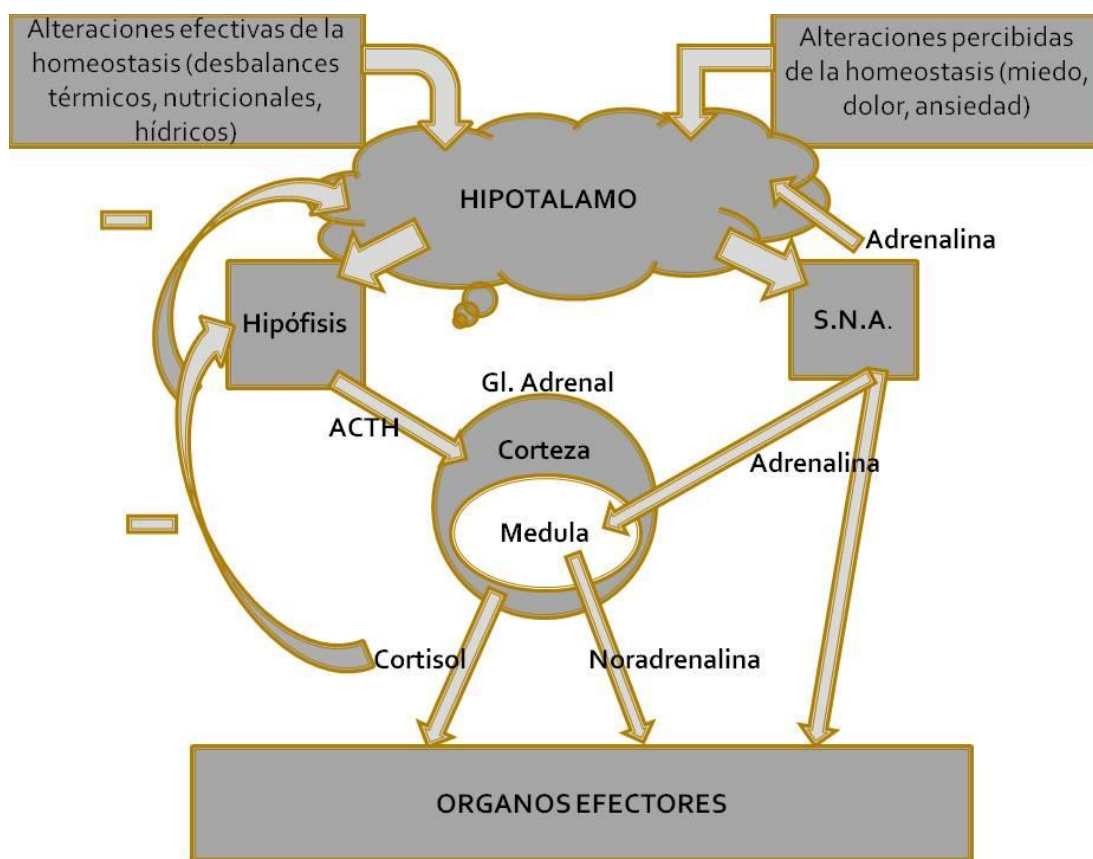 Alteraciones efectivas de la
homeostasis (desbalances
térmicos, nutricionales,
hídricos)
Alteraciones percibidas
de la homeostasis (miedo,
dolor, ansiedad)
HIPOTALAMO
Adrenalina
Hipófisis
S.N.A.
Gl. Adrenal
ACTH
Corteza
Adrenalina
Medula
Cortisol
Noradrenalina
ORGANOS EFECTORES